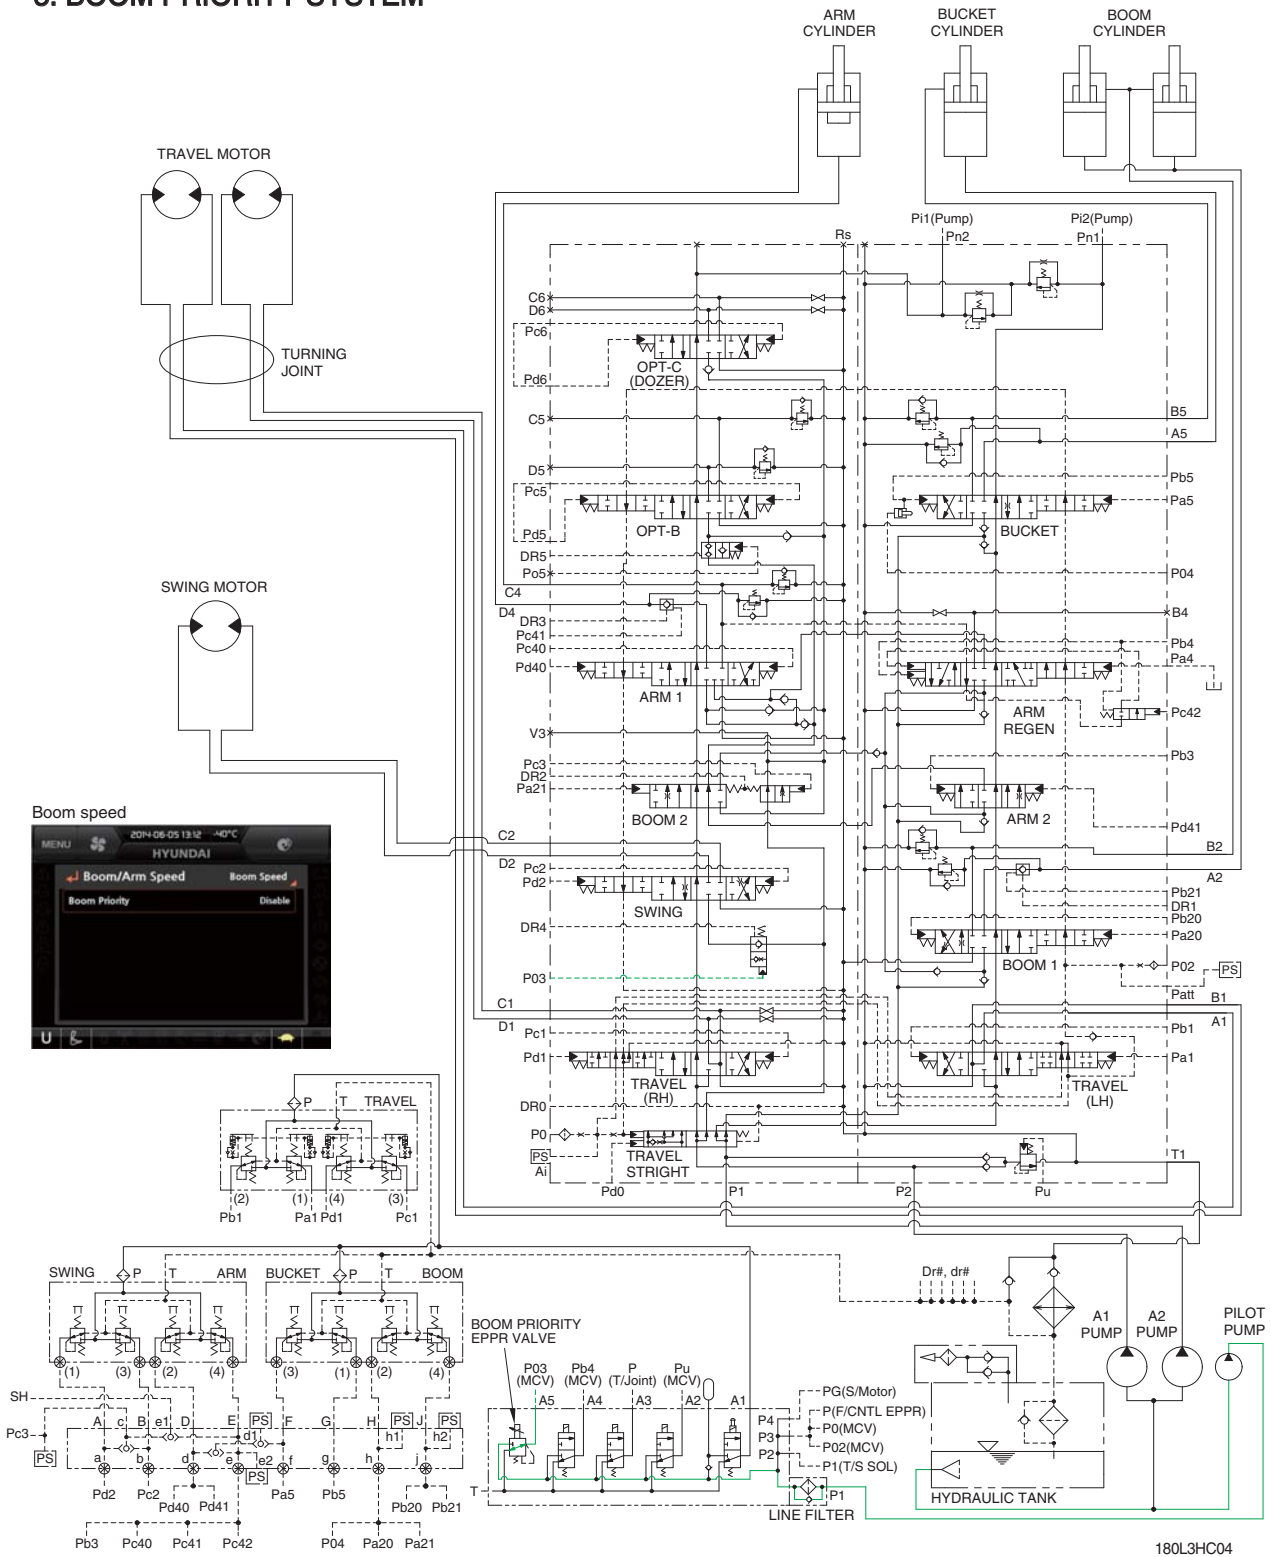 3. BOOM PRIORITY SYSTEM
ARM
CYLINDER
BUCKET
CYLINDER
BOOM
CYLINDER
TRAVEL MOTOR
TURNING
JOINT
Pi1(Pump)
Pn2
Pi2(Pump)
Pn1
Rs
C6
D6
Pc6
Pd6
OPT-C
(DOZER)
C5
D5
Pc5
Pd5
OPT-B
DR5
Po5
B5
A5
Pb5
Pa5
BUCKET
P04
SWING MOTOR
C4
D4
DR3
Pc41
Pc40
Pd40
ARM 1
B4
Pb4
Pa4
ARM
REGEN
Pc42
V3
Pc3
DR2
Pa21
BOOM 2
Pb3
ARM 2
Pd41
C2
D2
Pc2
Pd2
SWING
B2
A2
Pb21
DR1
Pb20
Pa20
BOOM 1
DR4
P03
P02
PS
Patt
C1
D1
Pc1
Pd1
TRAVEL
(RH)
B1
A1
Pb1
Pa1
TRAVEL
(LH)
DR0
P0
PS
Ai
TRAVEL
STRIGHT
Pd0
P1
P2
Pu
T1
Boom speed
MENU
2014-06-05 13:12 -40°C
HYUNDAI
Boom/Arm Speed
Boom Speed
Boom Priority
Disable
U
P
T
TRAVEL
(2)
(1)
(4)
(3)
Pb1
Pa1
Pd1
Pc1
SWING
P
T
ARM
BUCKET
P
T
BOOM
(1)
(3)
(2)
(4)
(3)
(1)
(2)
(4)
SH
Pc3
PS
A
c
B
e1
D
E
PS
F
G
H
PS
J
PS
d1
h1
h2
a
b
d
e
e2
f
g
h
j
PS
Pd2
Pc2
Pd40
Pd41
Pa5
Pb5
Pb20
Pb21
Pb3
Pc40
Pc41
Pc42
P04
Pa20
Pa21
BOOM PRIORITY
EPPR VALVE
P03
(MCV)
Pb4
(MCV)
P
(T/Joint)
Pu
(MCV)
A5
A4
A3
A2
A1
P4
P3
P2
T
P1
LINE FILTER
PG(S/Motor)
P(F/CNTL EPPR)
P0(MCV)
P02(MCV)
P1(T/S SOL)
Dr#, dr#
A1
PUMP
A2
PUMP
PILOT
PUMP
HYDRAULIC TANK
180L3HC04